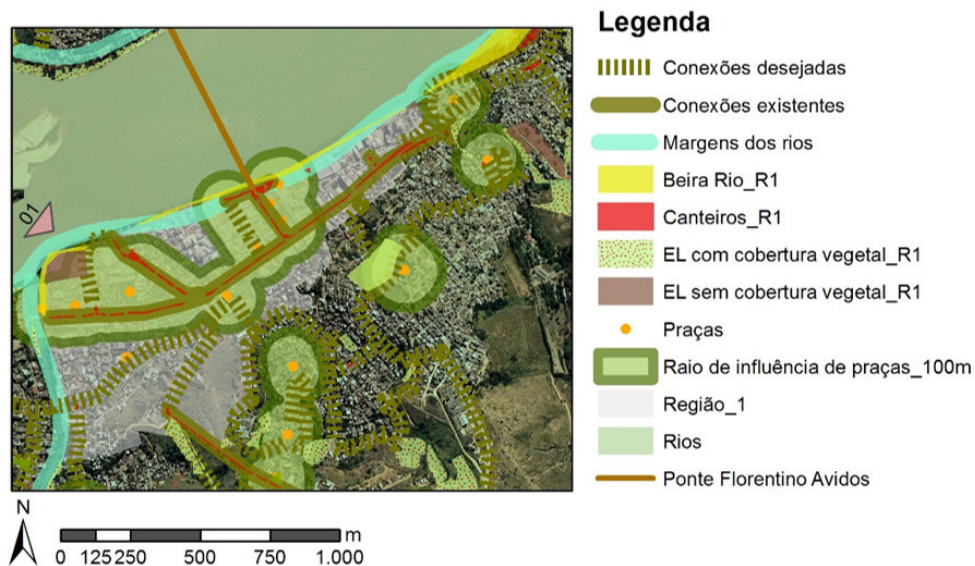 Legenda
Conexões desejadas
Conexões existentes
Margens dos rios
Beira Rio_R1
Canteiros_R1
EL com cobertura vegetal_R1
EL sem cobertura vegetal_R1
Praças
Raio de influência de praças_100m
Região_1
Rios
Ponte Florentino Avidos
01
N
m
0 125 250 500 750 1.000